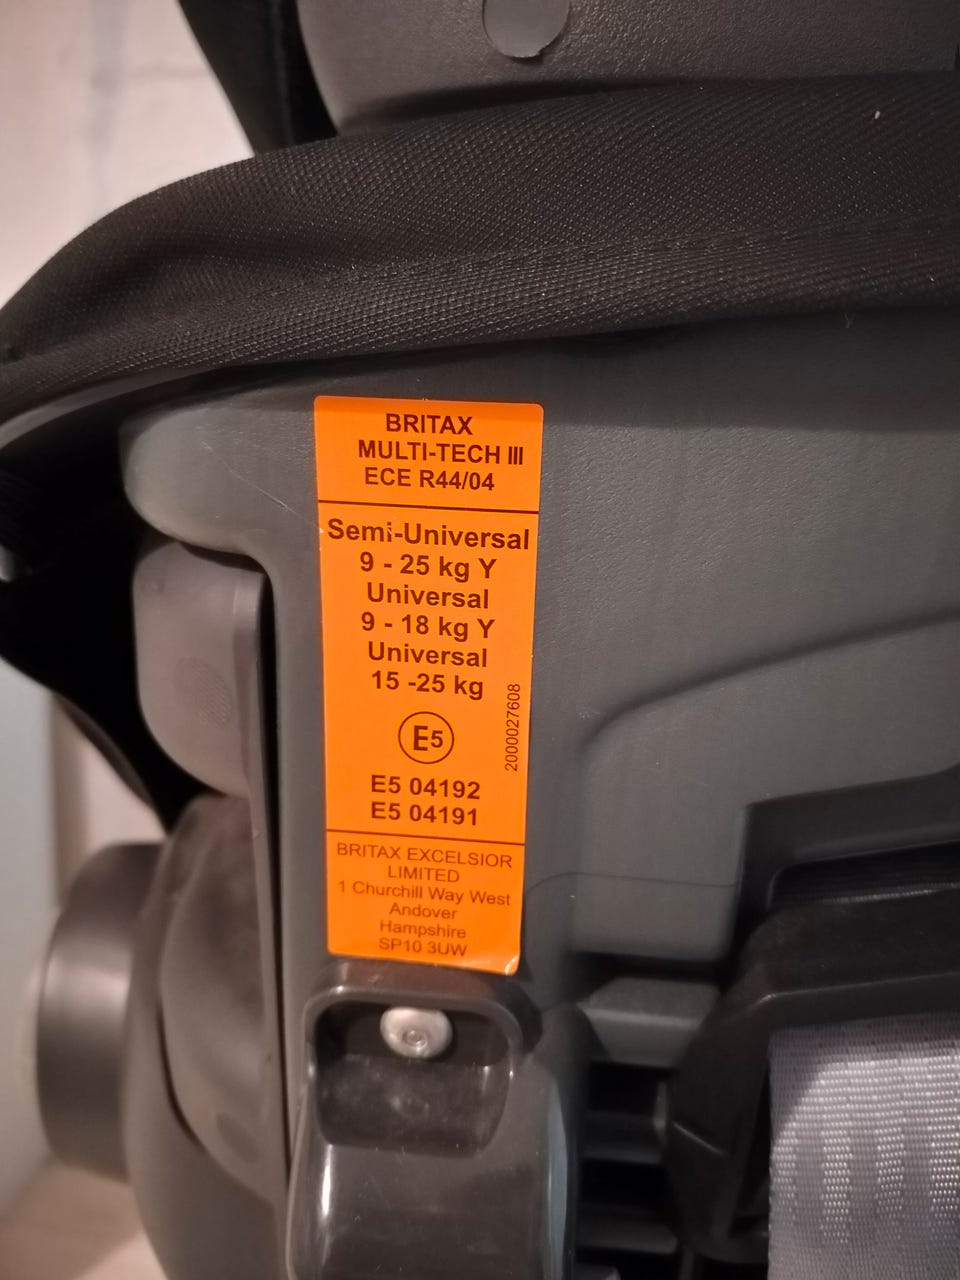 BRITAX
MULTI-TECH III
ECE R44/04
Semi-Universal
9 - 25 kg Y
Universal
9 - 18 kg Y
Universal
15 -25 kg
2000027608
E5
E5 04192
E5 04191
BRITAX EXCELSIOR
LIMITED
1 Churchill Way West
Andover
Hampshire
SP10 3UW